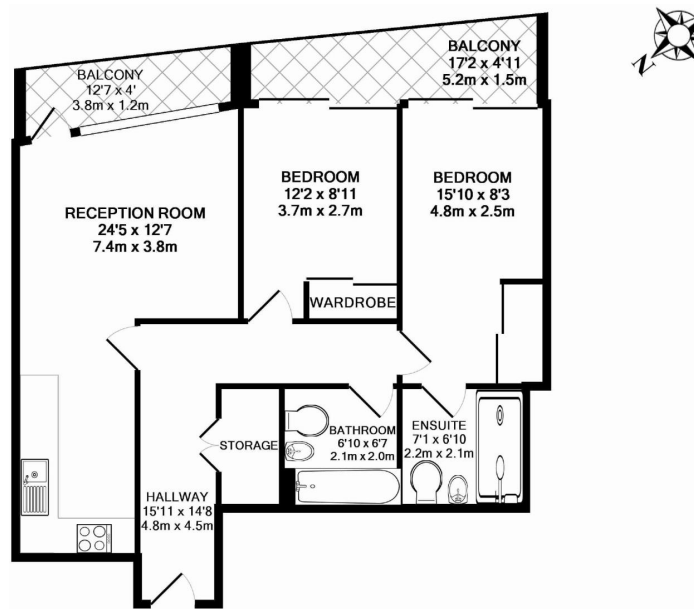 BALCONY
12'7 x 4'
3.8m x 1.2m
BALCONY
17'2 x 4'11
5.2m x 1.5m
N
BEDROOM
12'2 x 8'11
3.7m x 2.7m
BEDROOM
15'10 x 8'3
4.8m x 2.5m
RECEPTION ROOM
24'5 x 12'7
7.4m x 3.8m
WARDROBE
BATHROOM
6'10 x 6'7
2.1m x 2.0m
ENSUITE
7'1 x 6'10
2.2m x 2.1m
STORAGE
HALLWAY
15'11 x 14'8
4.8m x 4.5m